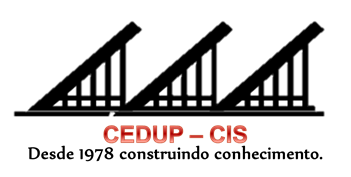 CEDUP – CIS
Desde 1978 construindo conhecimento.